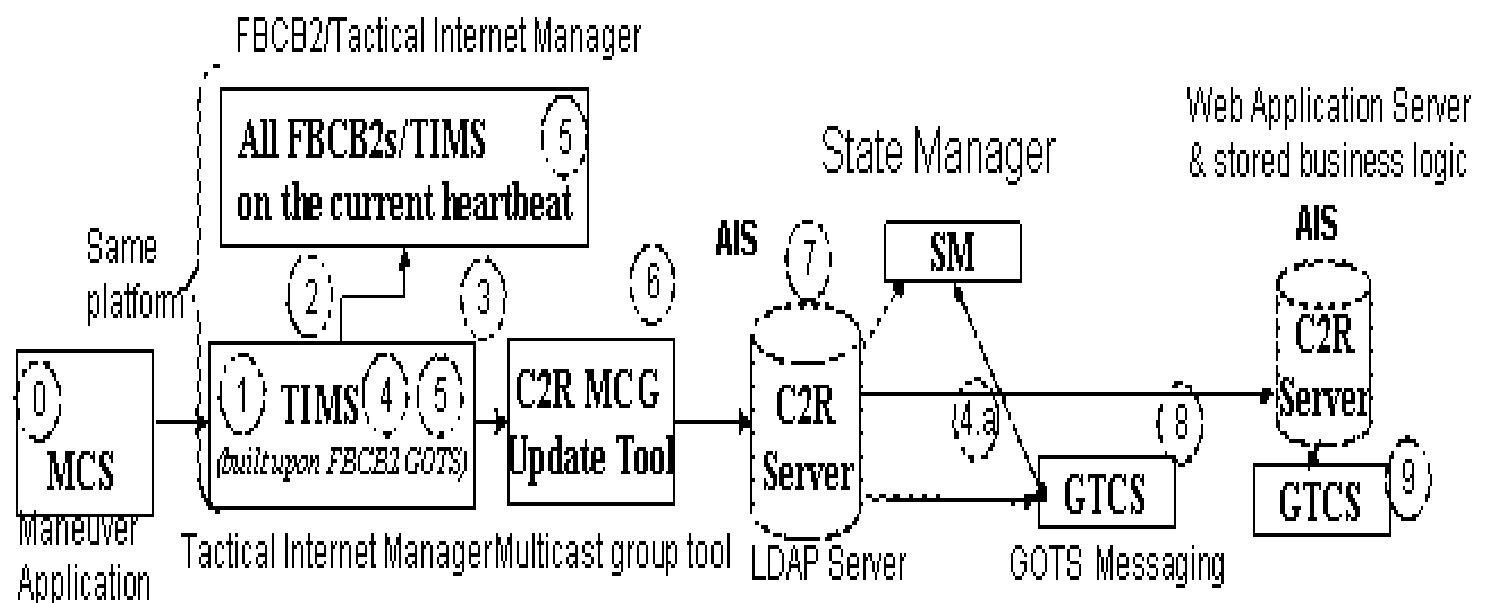 FBCB2/Tactical Internet Manager
All FBCB2s/TIMS
5
on the current heartbeat
Same
platform
2
3
6
AIS
7
State Manager
SM
Web Application Server
& stored business logic
AIS
C2R
Server
0
MCS
Maneuver
Application
1
TIMS
4
5
(built upon FBCB2 GOTS)
Tactical Internet Manager
C2R MCG
Update Tool
Multicast group tool
C2R
Server
LDAP Server
4.a
8
GTCS
GOTS Messaging
GTCS
9